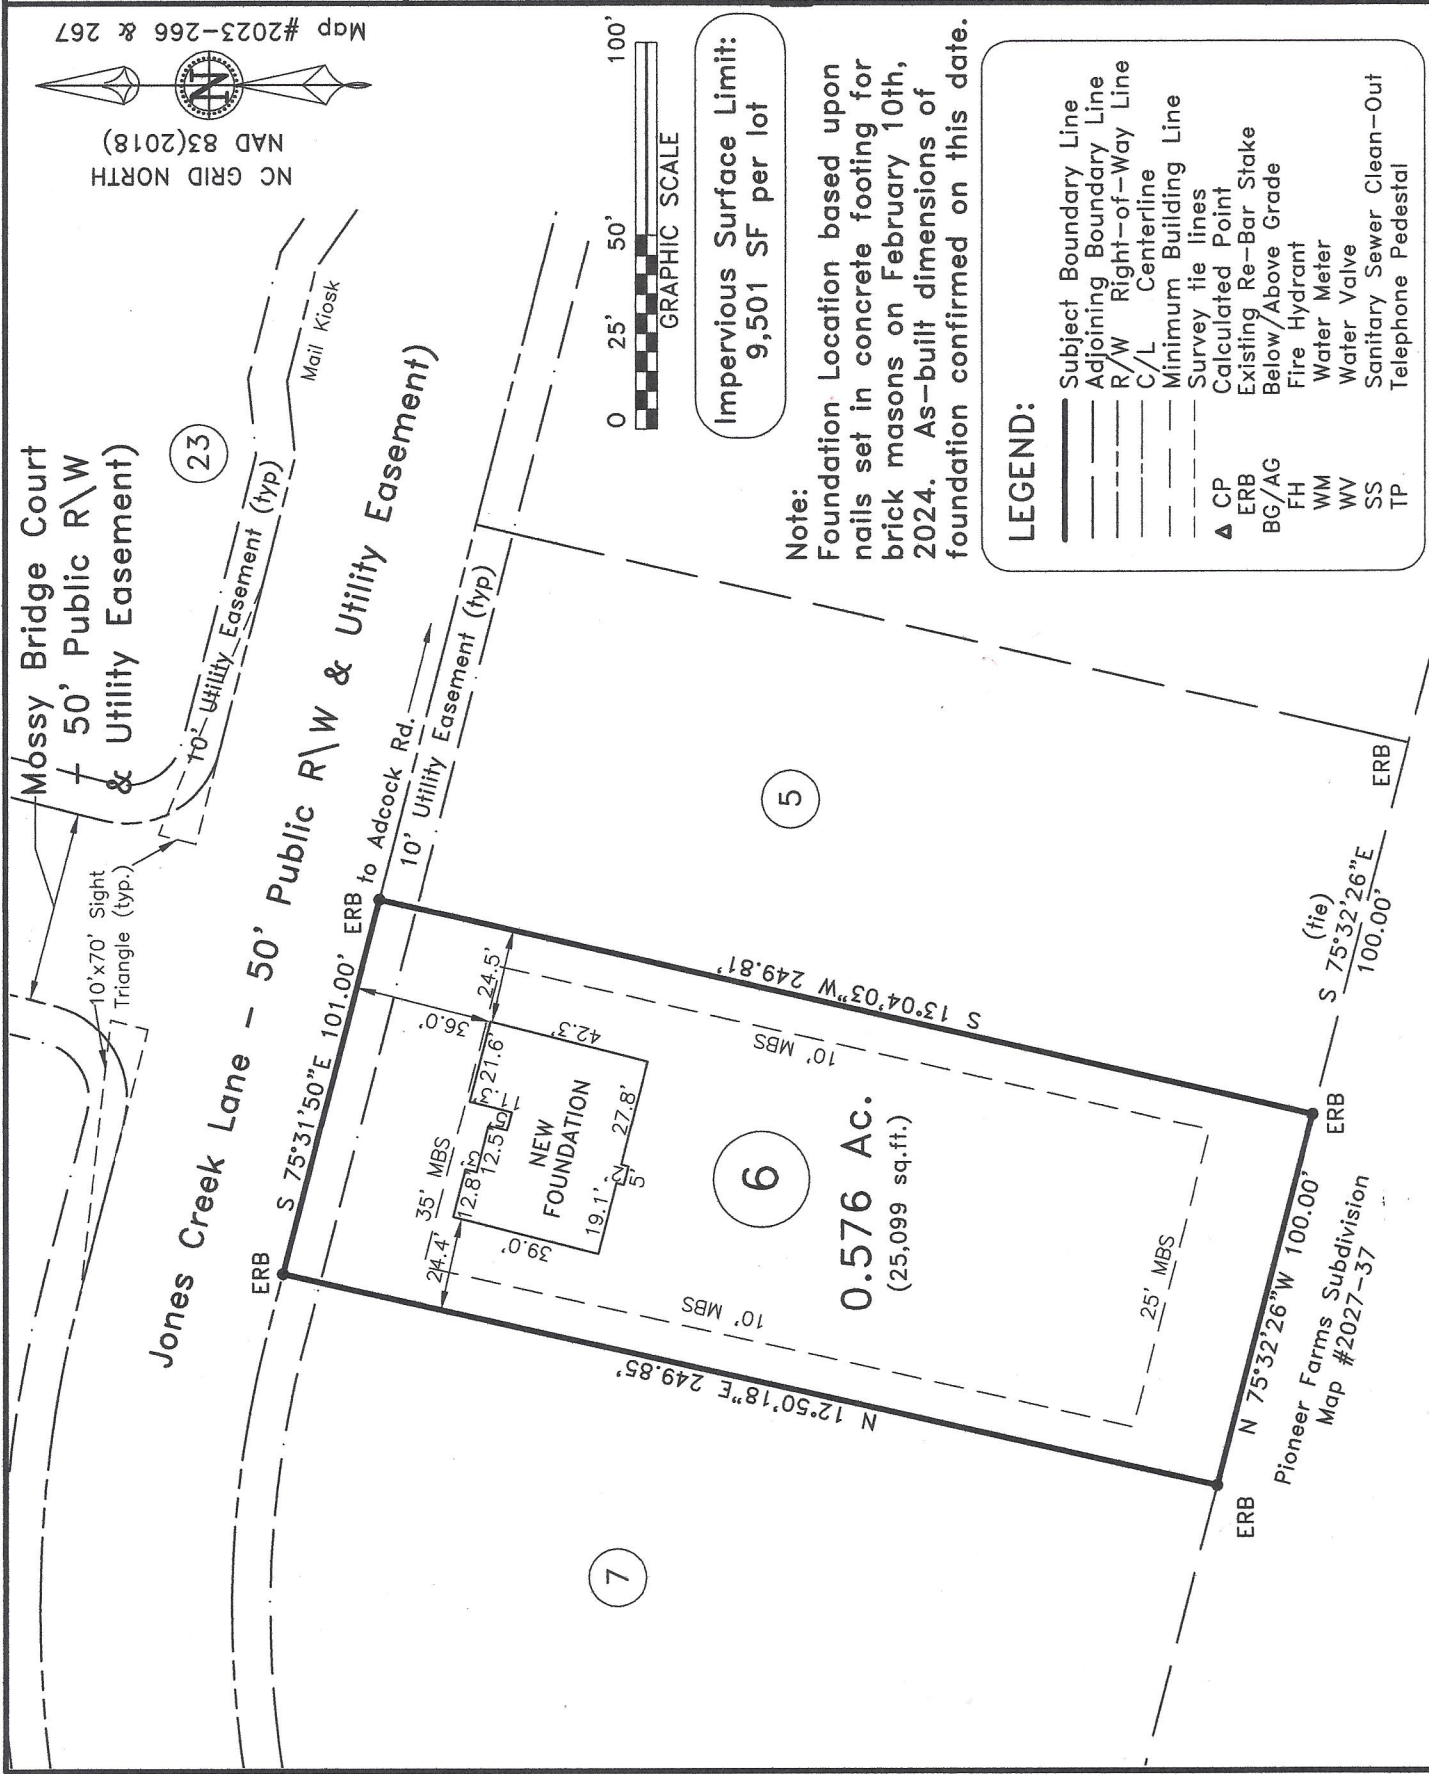 Map #2023-266 & 267
NC GRID NORTH
NAD 83(2018)
N
Mossy Bridge Court
- 50' Public R\W
& Utility Easement)
23
10' Utility Easement (typ)
Mail Kiosk
10'x70' Sight
Triangle (typ.)
Jones Creek Lane - 50' Public R\W & Utility Easement)
to Adcock Rd.
10' Utility Easement (typ)
ERB
S 75°31'50"E 101.00'
ERB
36.0'
24.5'
35' MBS
24.4'
12.8'
2'
12.5'
5'
11.3'
21.6'
42.3'
39.0'
NEW
FOUNDATION
19.1'
2'
5'
27.8'
10' MBS
10' MBS
S 13°04'03"W 249.81'
N 12°50'18"E 249.85'
5
6
7
0.576 Ac.
(25,099 sq.ft.)
25' MBS
ERB
N 75°32'26"W 100.00'
ERB
(tie)
S 75°32'26"E
100.00'
ERB
Pioneer Farms Subdivision
Map #2027-37
0 25' 50' 100'
GRAPHIC SCALE
Impervious Surface Limit:
9,501 SF per lot
Note:
Foundation Location based upon
nails set in concrete footing for
brick masons on February 10th,
2024. As-built dimensions of
foundation confirmed on this date.
LEGEND:
Subject Boundary Line
Adjoining Boundary Line
R/W Right-of-Way Line
C/L Centerline
Minimum Building Line
Survey tie lines
CP Calculated Point
ERB Existing Re-Bar Stake
BG/AG Below/Above Grade
FH Fire Hydrant
WM Water Meter
WV Water Valve
SS Sanitary Sewer Clean-Out
TP Telephone Pedestal